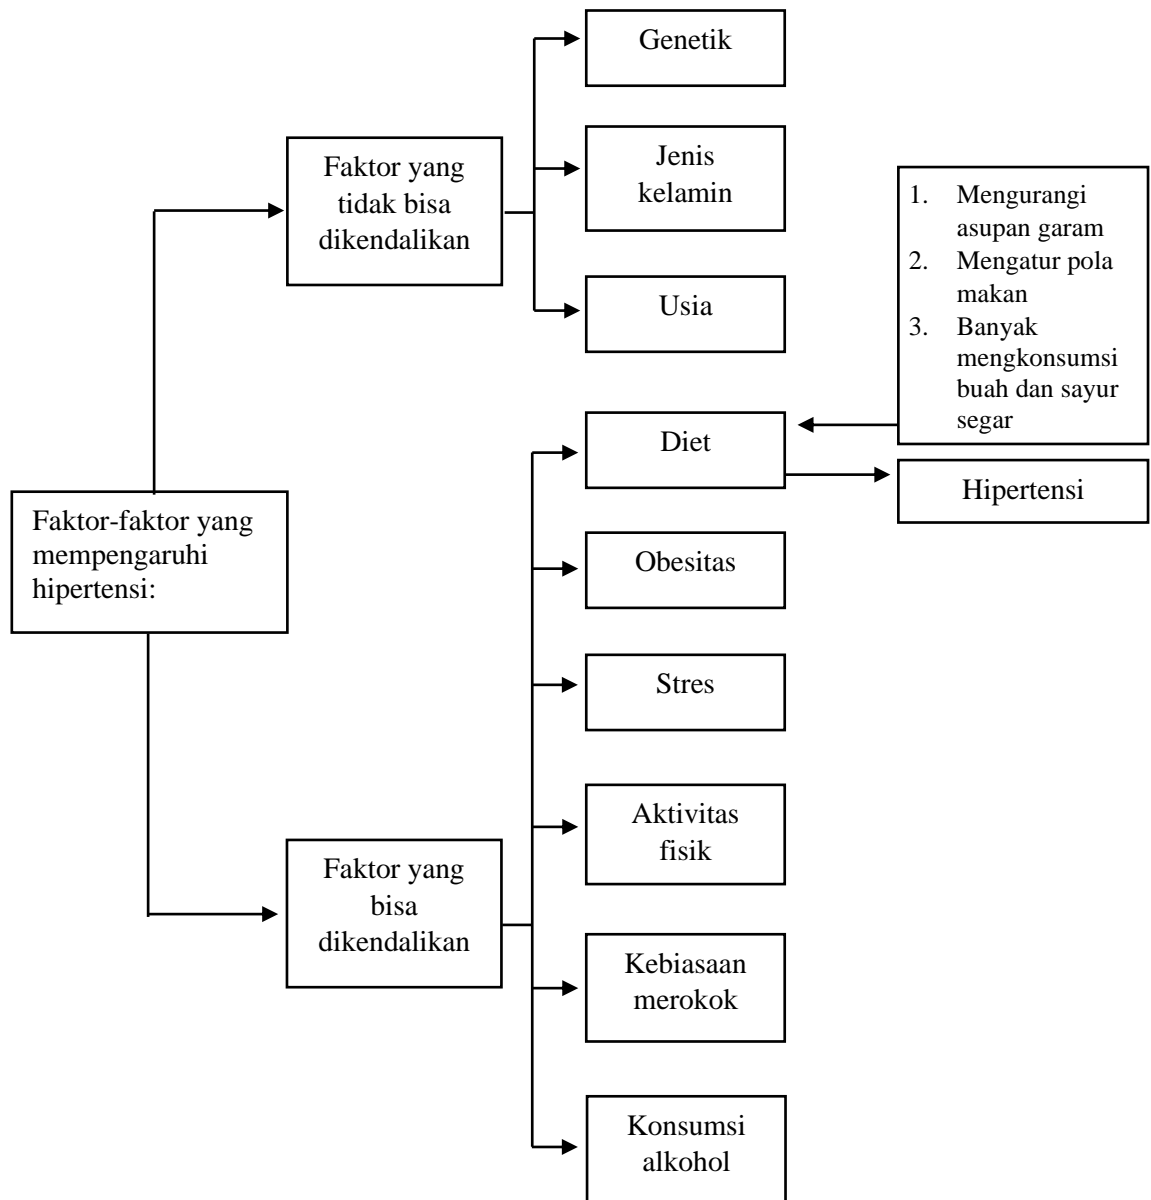 Genetik
Faktor yang
tidak bisa
dikendalikan
Jenis
kelamin
Usia
1. Mengurangi
asupan garam
2. Mengatur pola
makan
3. Banyak
mengkonsumsi
buah dan sayur
segar
Diet
Hipertensi
Faktor-faktor yang
mempengaruhi
hipertensi:
Obesitas
Stres
Aktivitas
fisik
Faktor yang
bisa
dikendalikan
Kebiasaan
merokok
Konsumsi
alkohol